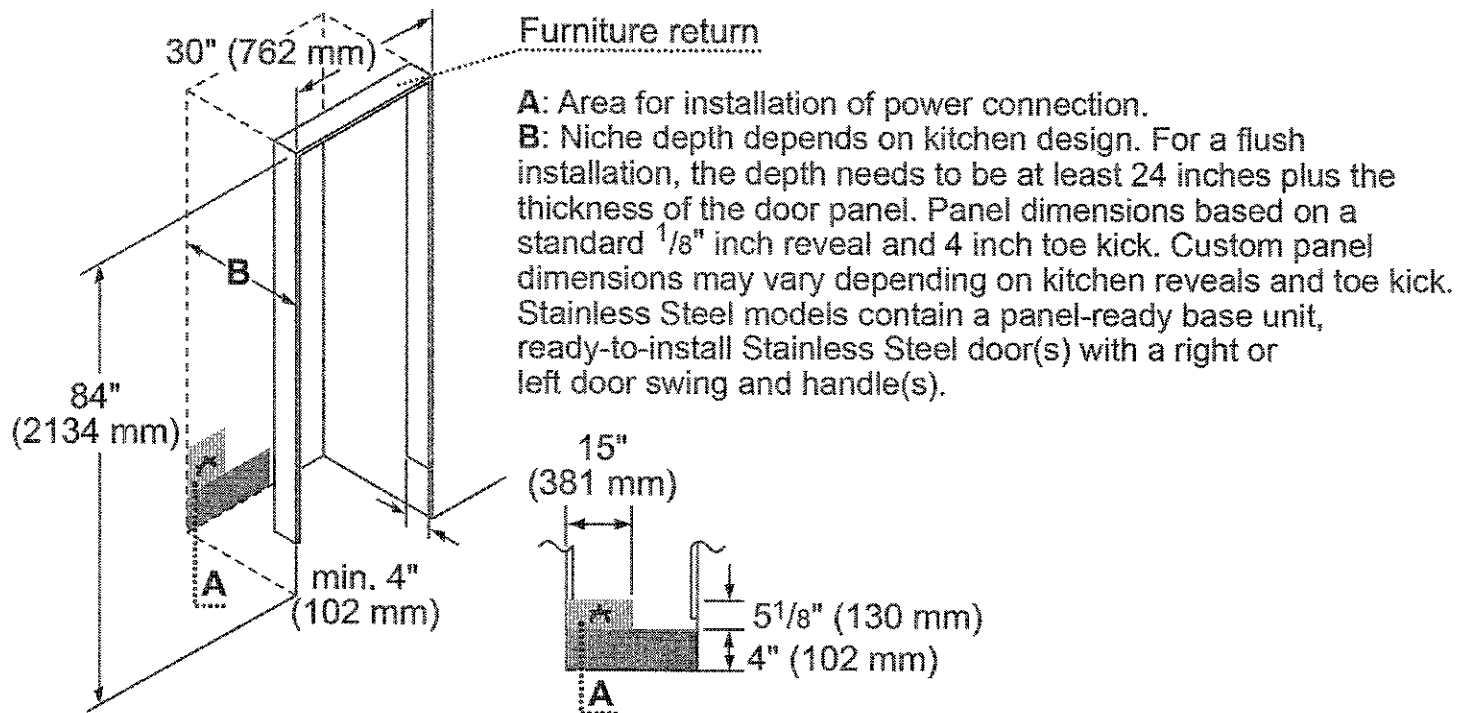 30" (762 mm)
Furniture return
A: Area for installation of power connection.
B: Niche depth depends on kitchen design. For a flush
installation, the depth needs to be at least 24 inches plus the
thickness of the door panel. Panel dimensions based on a
standard 1/8" inch reveal and 4 inch toe kick. Custom panel
dimensions may vary depending on kitchen reveals and toe kick.
Stainless Steel models contain a panel-ready base unit,
ready-to-install Stainless Steel door(s) with a right or
left door swing and handle(s).
B
84"
(2134 mm)
A
min. 4"
(102 mm)
15"
(381 mm)
5 1/8" (130 mm)
4" (102 mm)
A